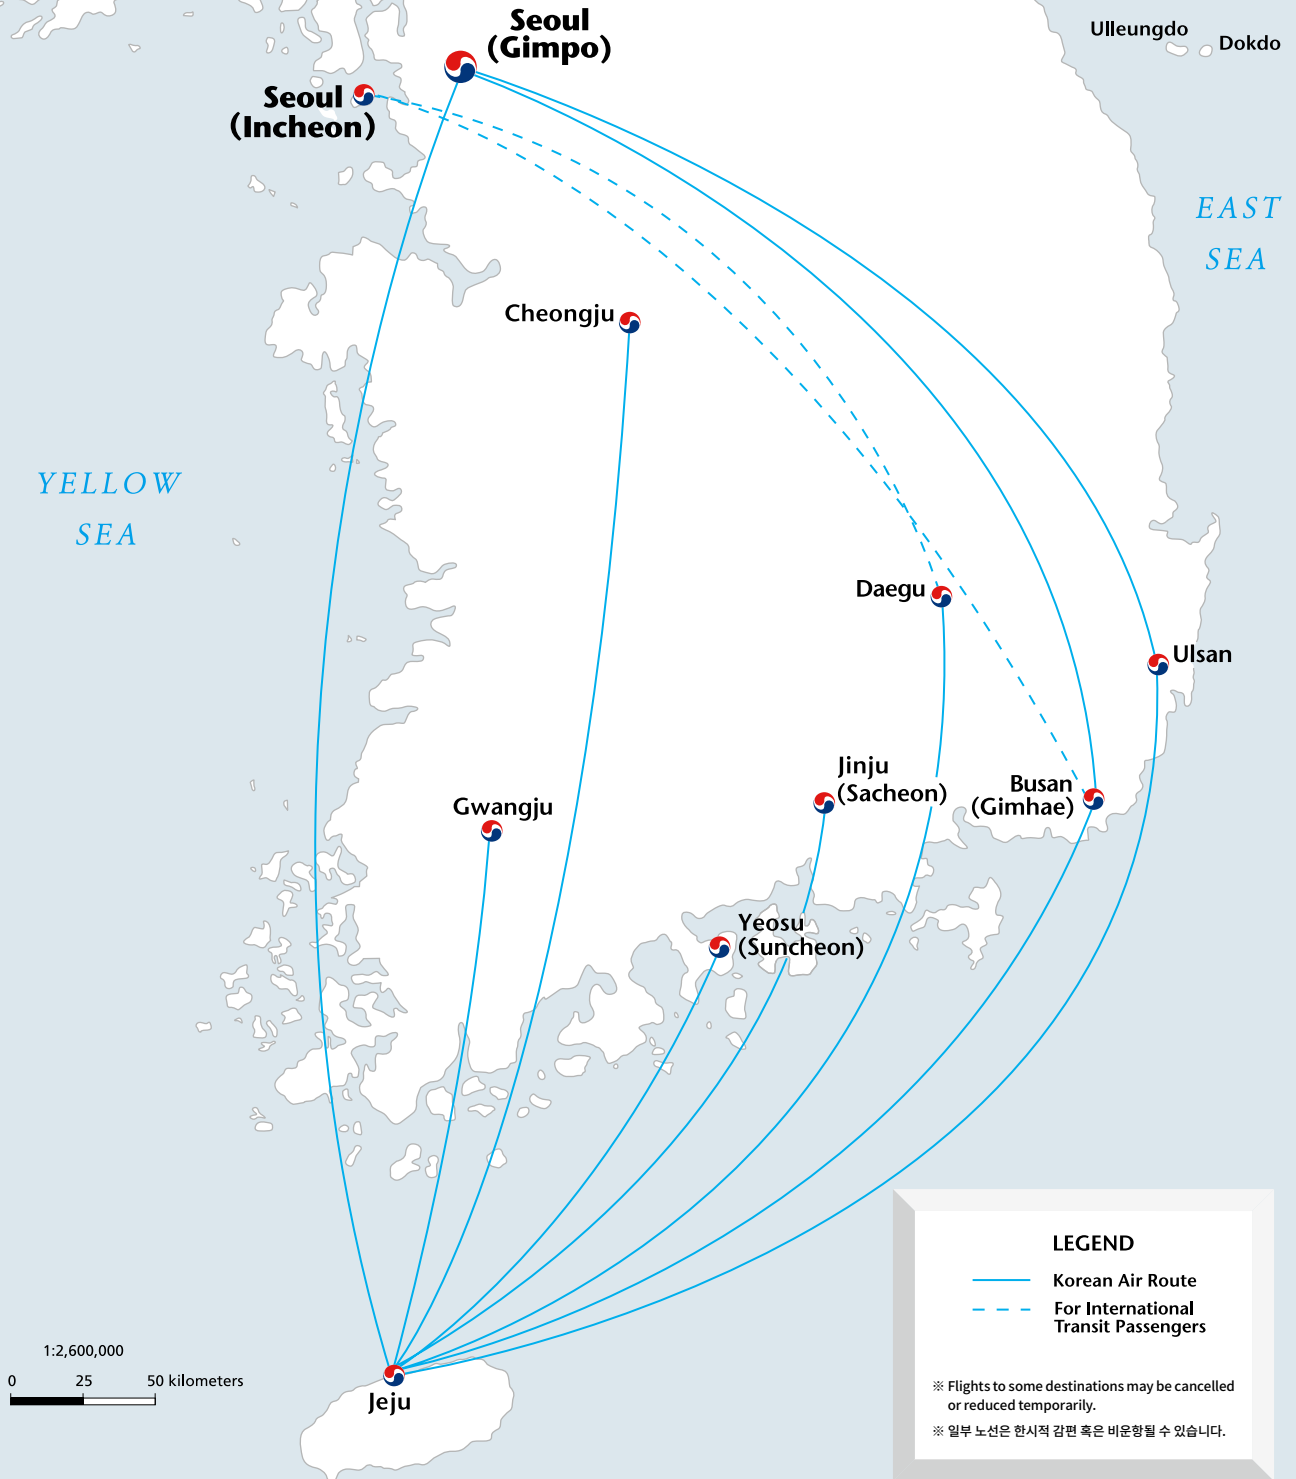 Seoul
(Gimpo)
Ulleungdo
Dokdo
Seoul
(Incheon)
EAST
SEA
Cheongju
YELLOW
SEA
Daegu
Ulsan
Jinju
(Sacheon)
Busan
(Gimhae)
Gwangju
Yeosu
(Suncheon)
LEGEND
Korean Air Route
For International
Transit Passengers
1:2,600,000
0 25 50 kilometers
Jeju
※ Flights to some destinations may be cancelled
or reduced temporarily.
※ 일부 노선은 한시적 감편 혹은 비운항될 수 있습니다.